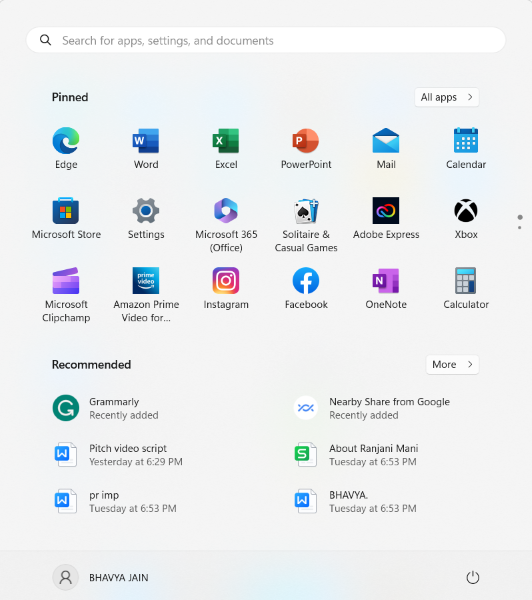 Search for apps, settings, and documents
Pinned
All apps
Edge
Word
Excel
PowerPoint
Mail
Calendar
Microsoft Store
Settings
Microsoft 365
(Office)
Solitaire &
Casual Games
Adobe Express
Xbox
Microsoft
Clipchamp
prime
video
Amazon Prime
Video for...
Instagram
Facebook
OneNote
Calculator
Recommended
More
Grammarly
Recently added
Nearby Share from Google
Recently added
Pitch video script
Yesterday at 6:29 PM
About Ranjani Mani
Tuesday at 6:53 PM
pr imp
Tuesday at 6:53 PM
BHAVYA.
Tuesday at 6:53 PM
BHAVYA JAIN